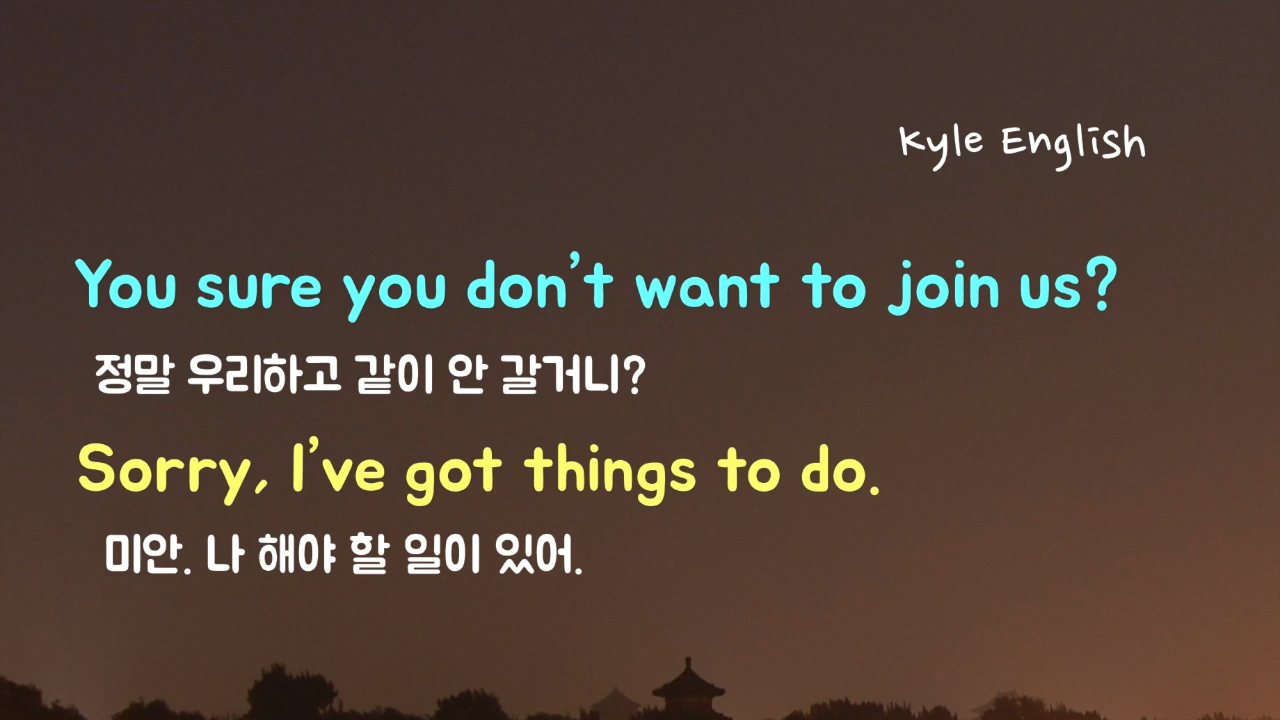 Kyle English
You sure you don't want to join us?
정말 우리하고 같이 안 갈거니?
Sorry, I've got things to do.
미안. 나 해야 할 일이 있어.